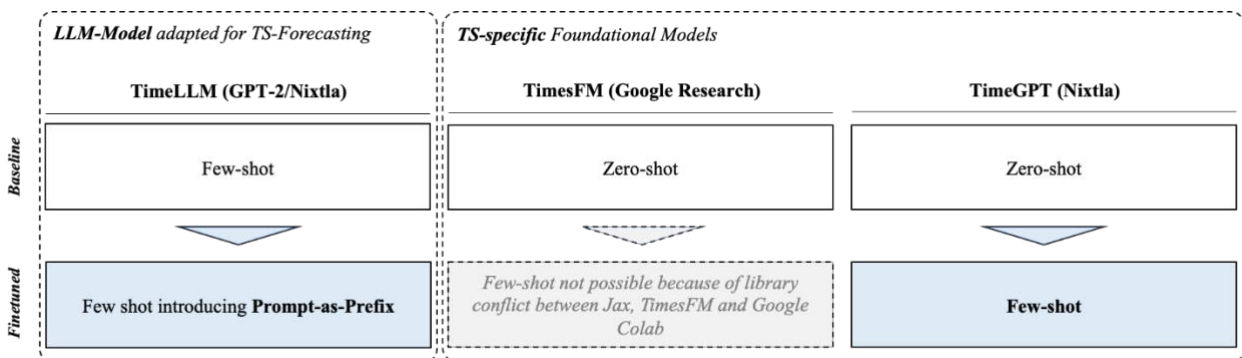 LLM-Model adapted for TS-Forecasting
TS-specific Foundational Models
TimeLLM (GPT-2/Nixtla)
TimesFM (Google Research)
TimeGPT (Nixtla)
Baseline
Few-shot
Zero-shot
Zero-shot
Finetuned
Few shot introducing Prompt-as-Prefix
Few-shot not possible because of library
conflict between Jax, TimesFM and Google
Colab
Few-shot